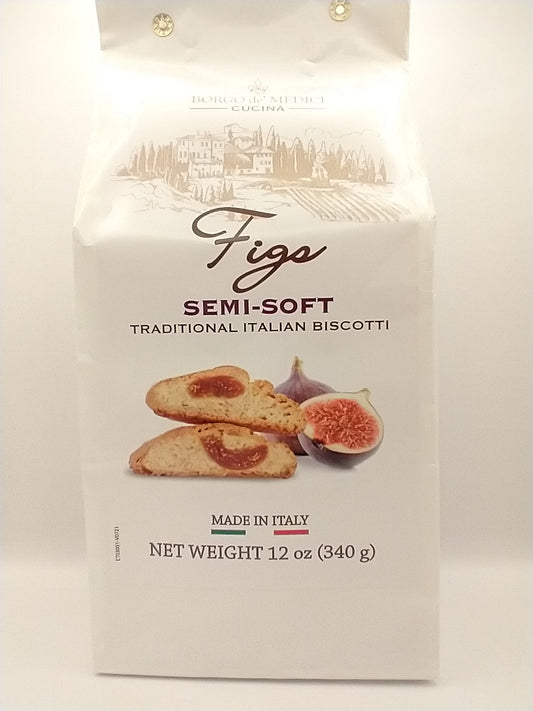 BORGO de' MEDICI
CUCINA
Figs
SEMI-SOFT
TRADITIONAL ITALIAN BISCOTTI
MADE IN ITALY
NET WEIGHT 12 oz (340 g)